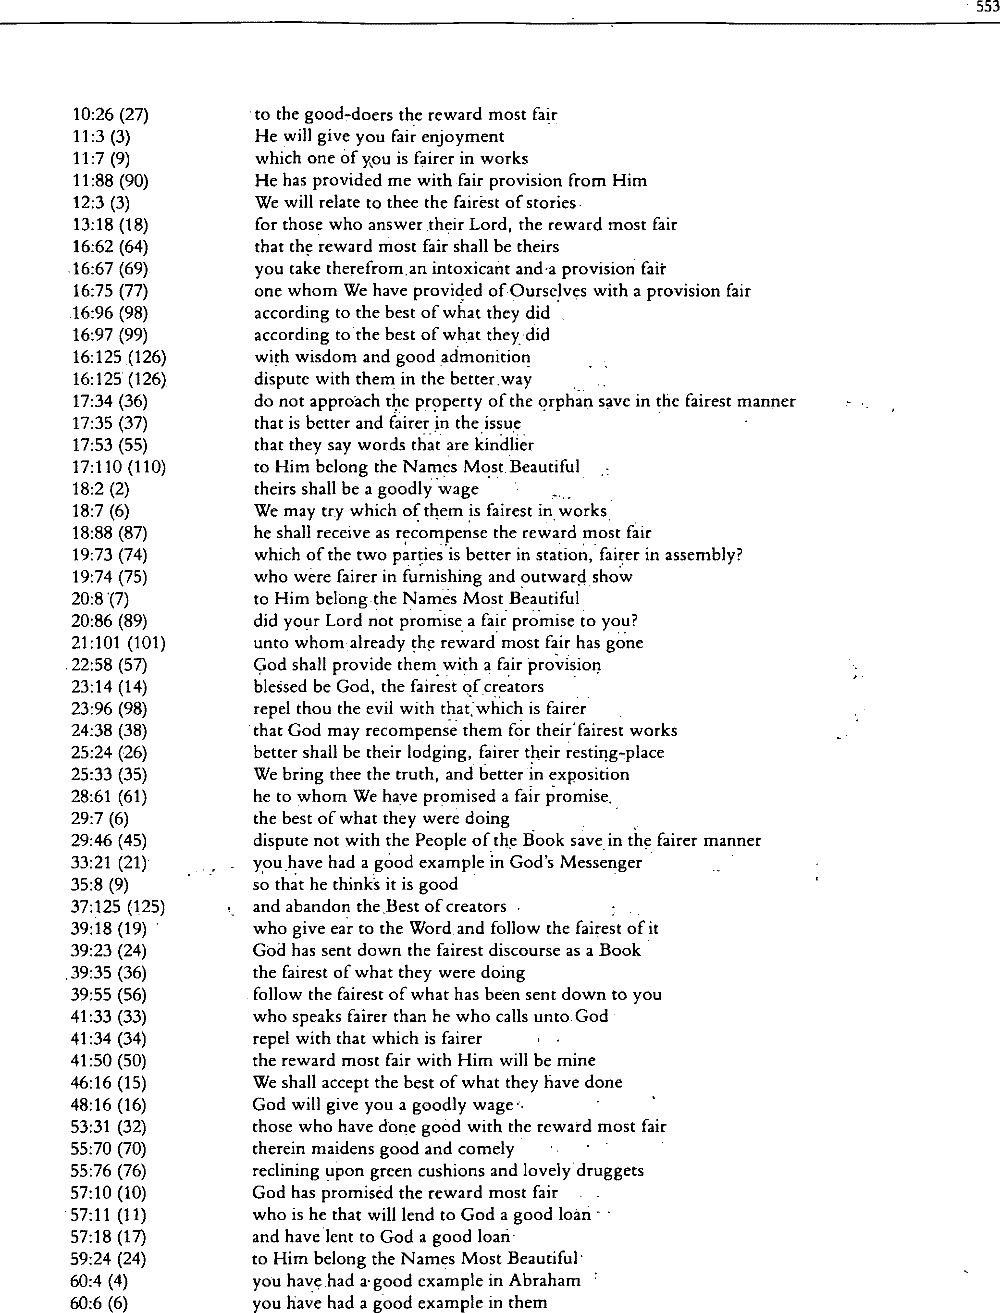 553
10:26 (27) to the good-doers the reward most fair
11:3 (3) He will give you fair enjoyment
11:7 (9) which one of you is fairer in works
11:88 (90) He has provided me with fair provision from Him
12:3 (3) We will relate to thee the fairest of stories
13:18 (18) for those who answer their Lord, the reward most fair
16:62 (64) that the reward most fair shall be theirs
16:67 (69) you take therefrom an intoxicant and a provision fair
16:75 (77) one whom We have provided of Ourselves with a provision fair
16:96 (98) according to the best of what they did
16:97 (99) according to the best of what they did
16:125 (126) with wisdom and good admonition
16:125 (126) dispute with them in the better way
17:34 (36) do not approach the property of the orphan save in the fairest manner
17:35 (37) that is better and fairer in the issue
17:53 (55) that they say words that are kindlier
17:110 (110) to Him belong the Names Most Beautiful
18:2 (2) theirs shall be a goodly wage
18:7 (6) We may try which of them is fairest in works
18:88 (87) he shall receive as recompense the reward most fair
19:73 (74) which of the two parties is better in station, fairer in assembly?
19:74 (75) who were fairer in furnishing and outward show
20:8 (7) to Him belong the Names Most Beautiful
20:86 (89) did your Lord not promise a fair promise to you?
21:101 (101) unto whom already the reward most fair has gone
22:58 (57) God shall provide them with a fair provision
23:14 (14) blessed be God, the fairest of creators
23:96 (98) repel thou the evil with that which is fairer
24:38 (38) that God may recompense them for their fairest works
25:24 (26) better shall be their lodging, fairer their resting-place
25:33 (35) We bring thee the truth, and better in exposition
28:61 (61) he to whom We have promised a fair promise
29:7 (6) the best of what they were doing
29:46 (45) dispute not with the People of the Book save in the fairer manner
33:21 (21) you have had a good example in God's Messenger
35:8 (9) so that he thinks it is good
37:125 (125) and abandon the Best of creators
39:18 (19) who give ear to the Word and follow the fairest of it
39:23 (24) God has sent down the fairest discourse as a Book
39:35 (36) the fairest of what they were doing
39:55 (56) follow the fairest of what has been sent down to you
41:33 (33) who speaks fairer than he who calls unto God
41:34 (34) repel with that which is fairer
41:50 (50) the reward most fair with Him will be mine
46:16 (15) We shall accept the best of what they have done
48:16 (16) God will give you a goodly wage
53:31 (32) those who have done good with the reward most fair
55:70 (70) therein maidens good and comely
55:76 (76) reclining upon green cushions and lovely druggets
57:10 (10) God has promised the reward most fair
57:11 (11) who is he that will lend to God a good loan
57:18 (17) and have lent to God a good loan
59:24 (24) to Him belong the Names Most Beautiful
60:4 (4) you have had a good example in Abraham
60:6 (6) you have had a good example in them